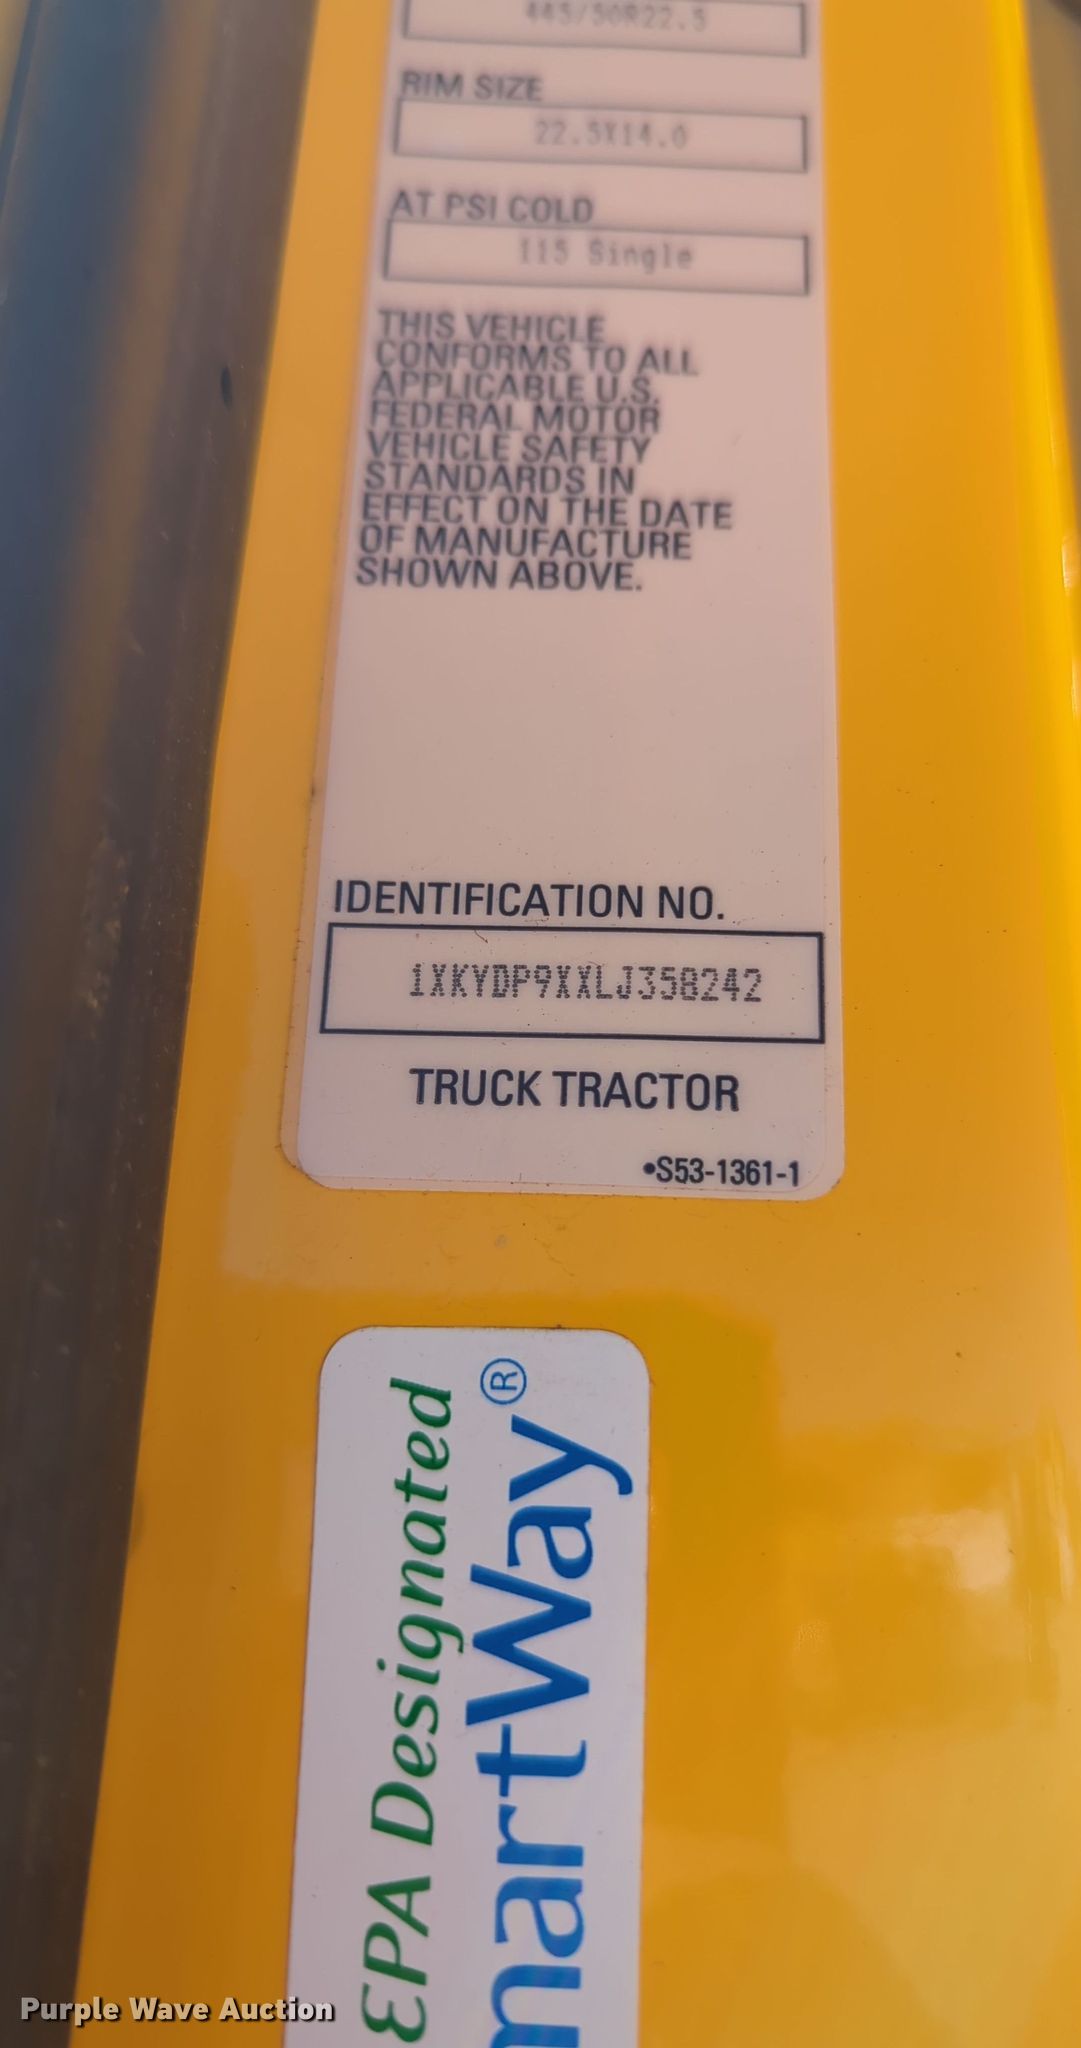 445/50R22.5
RIM SIZE
22.5X14.0
AT PSI COLD
115 Single
THIS VEHICLE
CONFORMS TO ALL
APPLICABLE U.S.
FEDERAL MOTOR
VEHICLE SAFETY
STANDARDS IN
EFFECT ON THE DATE
OF MANUFACTURE
SHOWN ABOVE.
IDENTIFICATION NO.
1XKYDP9XXLJ358242
TRUCK TRACTOR
•S53-1361-1
EPA Designated
martWay®
Purple Wave Auction